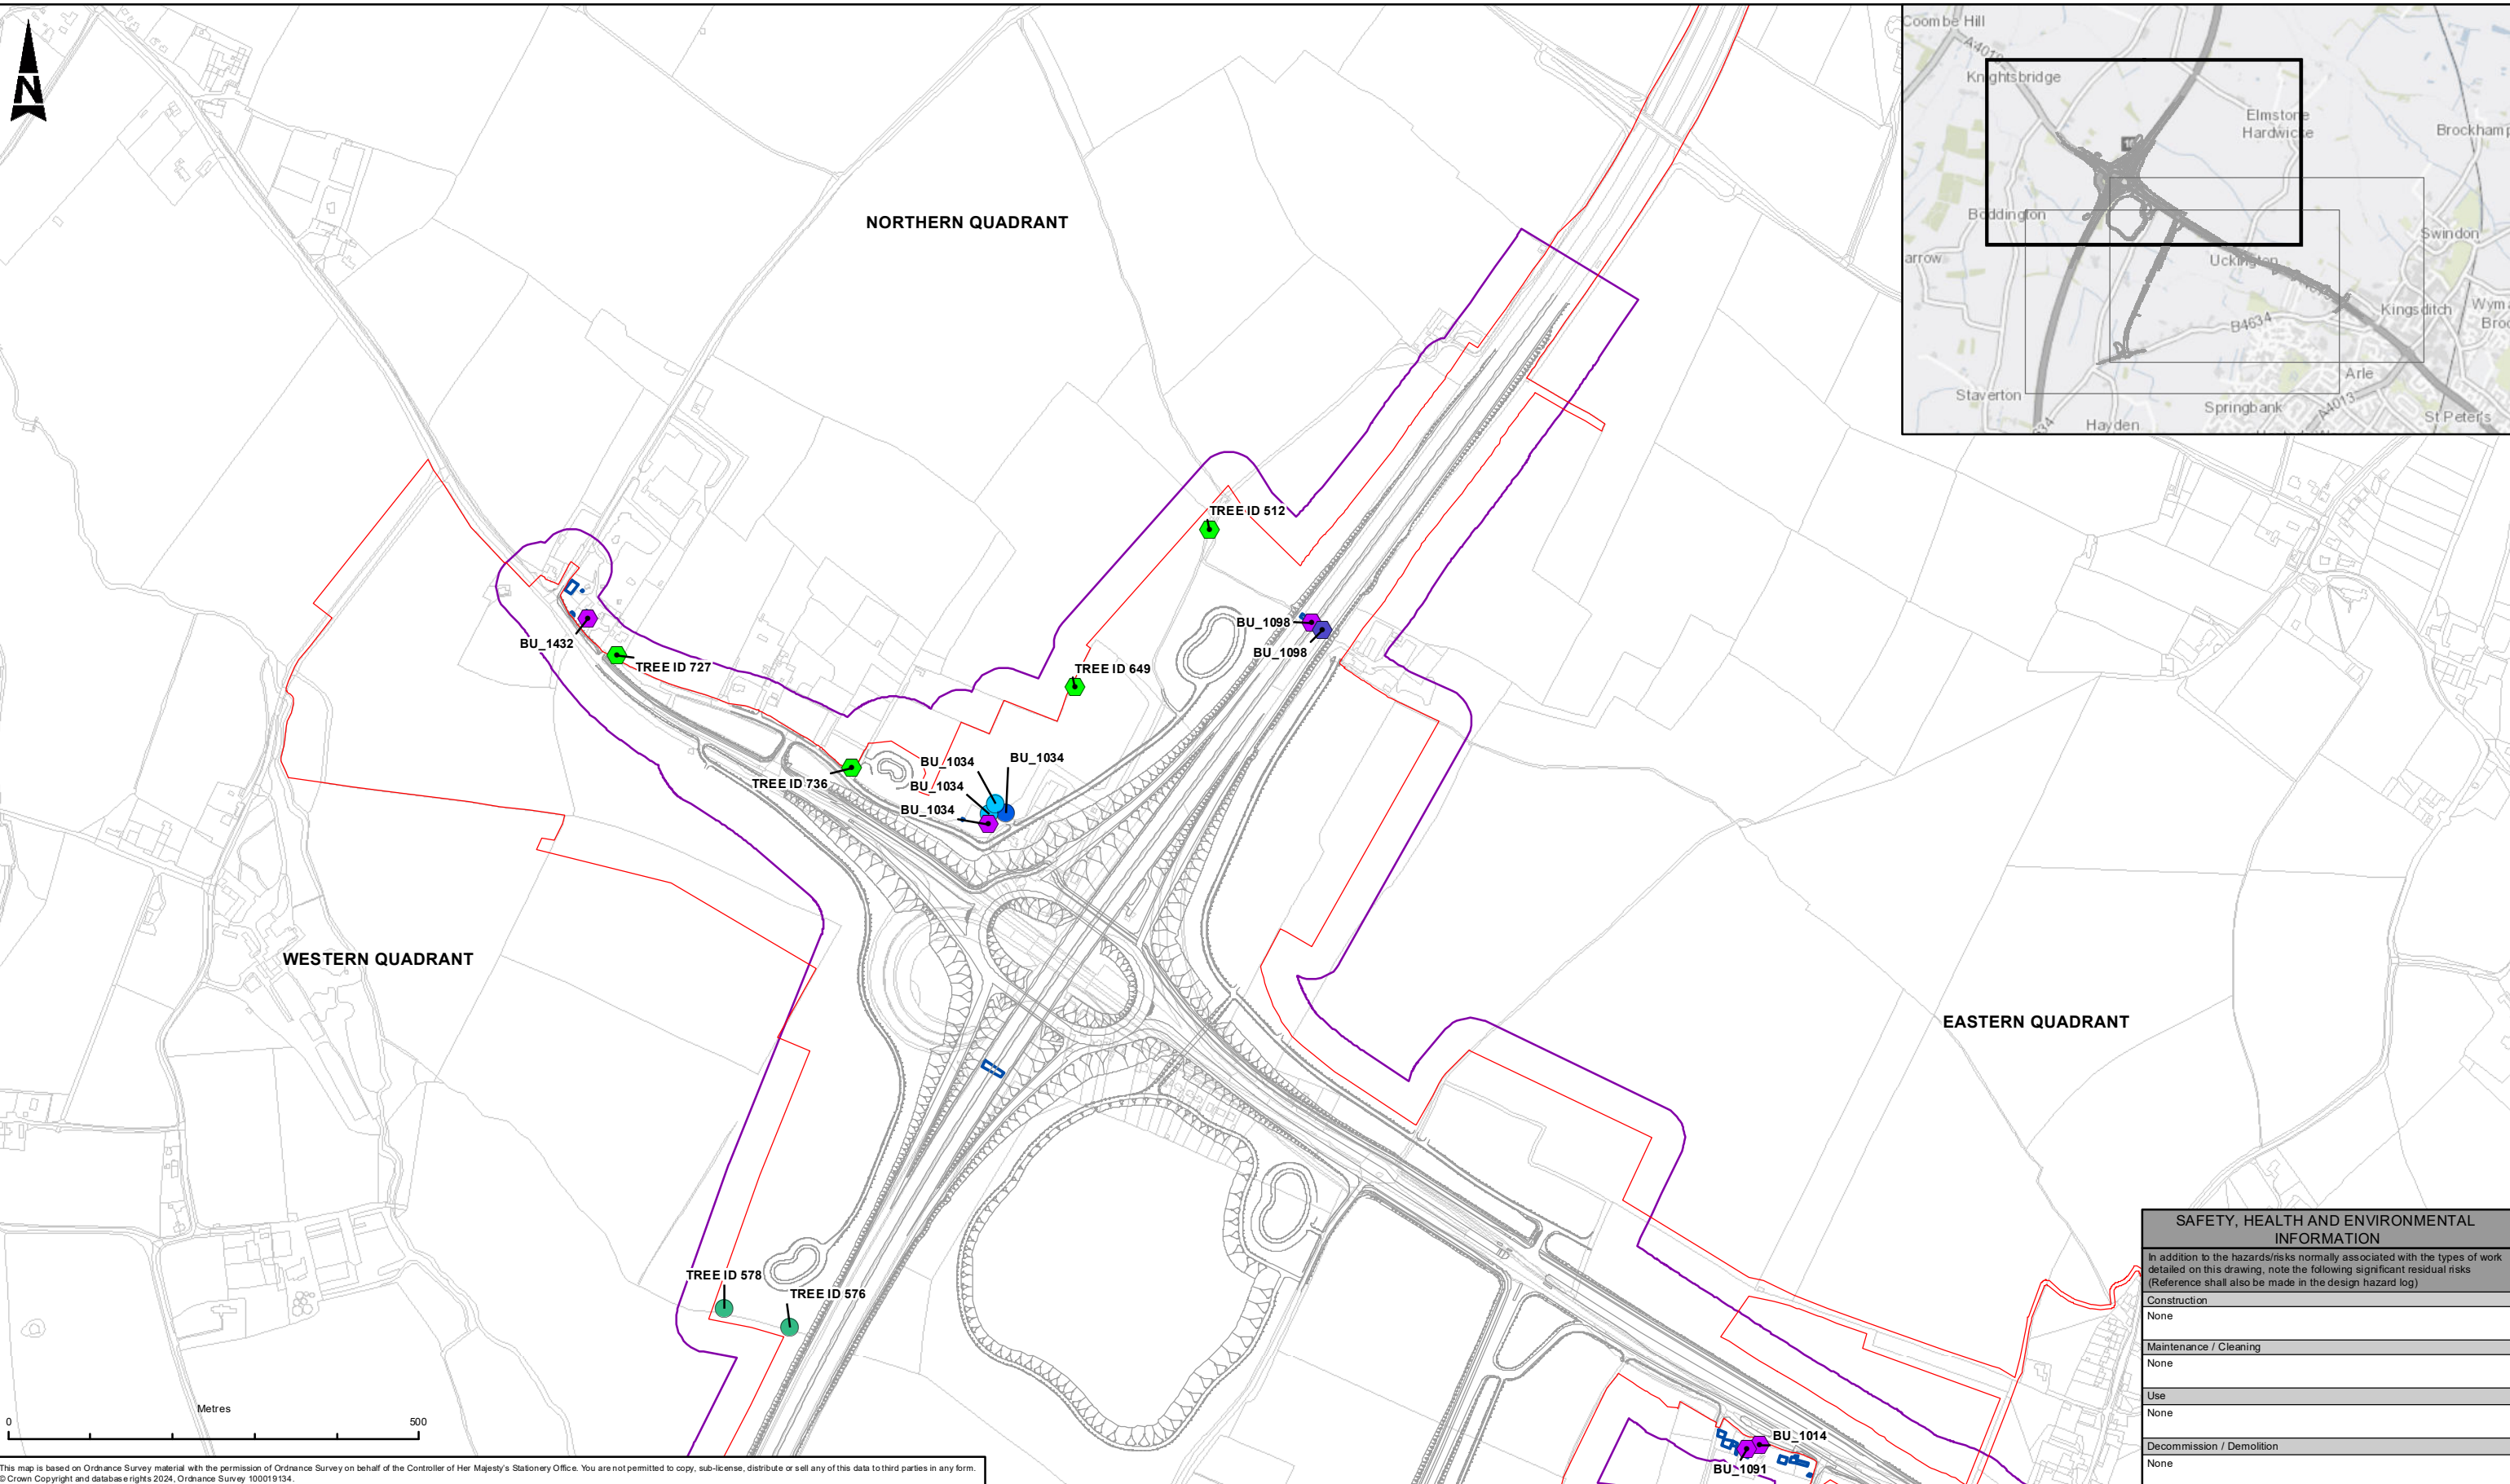 N
NORTHERN QUADRANT
WESTERN QUADRANT
EASTERN QUADRANT
TREE ID 512
BU_1098
BU_1098
BU_1432
TREE ID 727
TREE ID 649
TREE ID 736
BU_1034
BU_1034
BU_1034
BU_1034
TREE ID 578
TREE ID 576
BU_1014
BU_1091
Coombe Hill
Knightsbridge
Elmstone
Hardwicke
Boddington
Swindon
Uckington
Kingsditch
B4634
Arle
Staverton
Springbank
A4013
St Peter's
Hayden
Metres
0 500
SAFETY, HEALTH AND ENVIRONMENTAL
INFORMATION
In addition to the hazards/risks normally associated with the types of work
detailed on this drawing, note the following significant residual risks
(Reference shall also be made in the design hazard log)
Construction
None
Maintenance / Cleaning
None
Use
None
Decommission / Demolition
None
This map is based on Ordnance Survey material with the permission of Ordnance Survey on behalf of the Controller of Her Majesty's Stationery Office. You are not permitted to copy, sub-license, distribute or sell any of this data to third parties in any form.
© Crown Copyright and database rights 2024, Ordnance Survey 100019134.